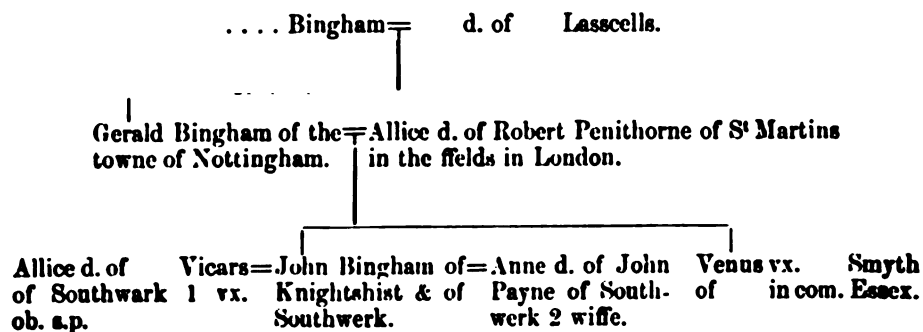 .... Bingham= d. of Lasscells.
Gerald Bingham of the=Allice d. of Robert Penithorne of Sᵗ Martins
towne of Nottingham. in the ffelds in London.
Allice d. of Vicars=John Bingham of=Anne d. of John Venus vx. Smyth
of Southwark 1 vx. Knightshist & of Payne of South- of in com. Essex.
ob. s.p. Southwerk. werk 2 wiffe.